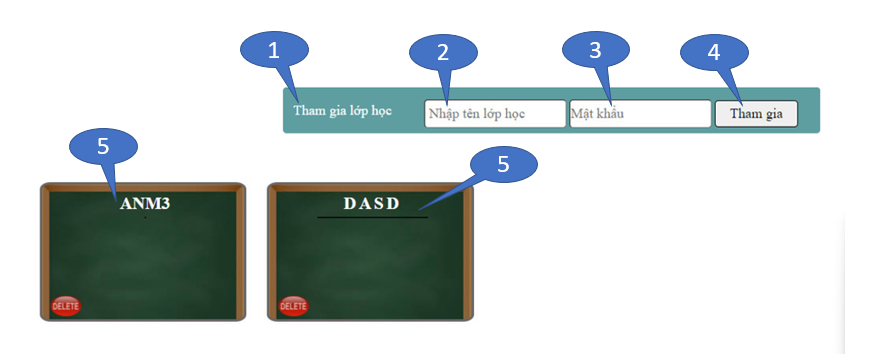 1
2
3
4
Tham gia lớp học
Nhập tên lớp học
Mật khẩu
Tham gia
5
5
ANM3
DASD
DELETE
DELETE